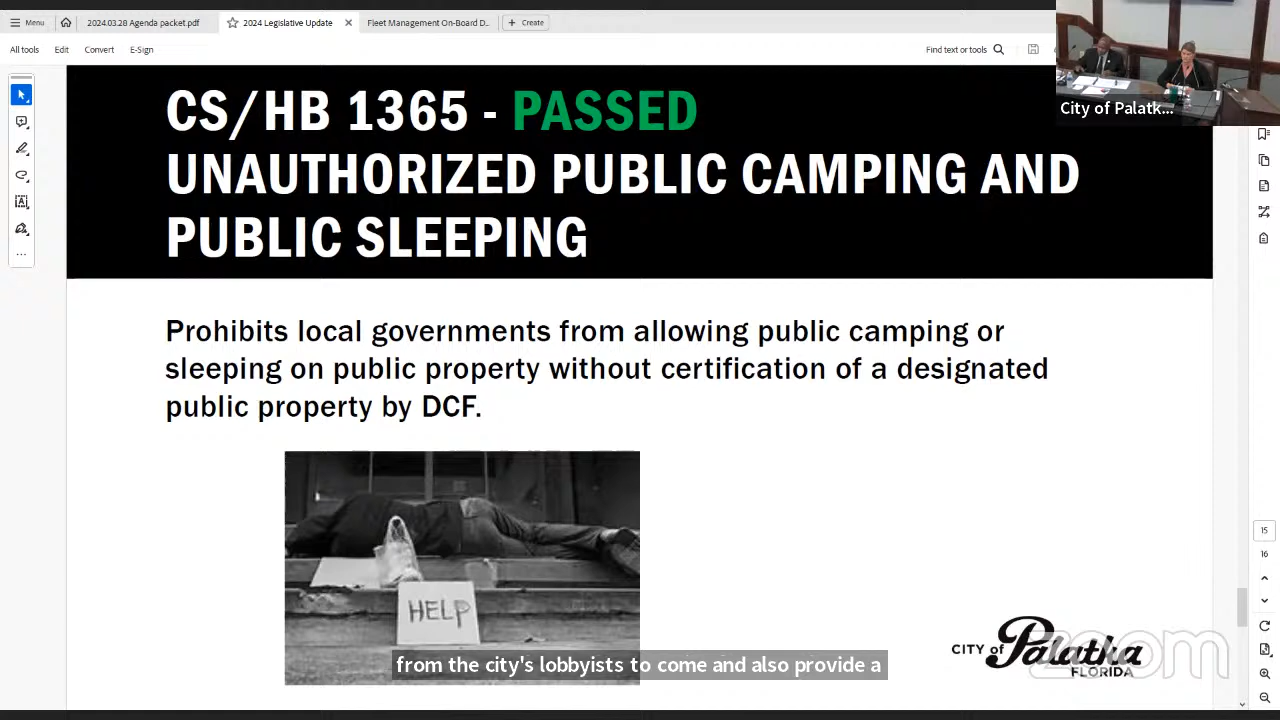 Menu
2024.03.28 Agenda packet.pdf
2024 Legislative Update
Fleet Management On-Board D..
Create
All tools
Edit
Convert
E-Sign
Find text or tools
City of Palatk...
CS/HB 1365 - PASSED
UNAUTHORIZED PUBLIC CAMPING AND
PUBLIC SLEEPING
Prohibits local governments from allowing public camping or
sleeping on public property without certification of a designated
public property by DCF.
HELP
15
16
CITY of Palatka
FLORIDA
zoom
from the city's lobbyists to come and also provide a